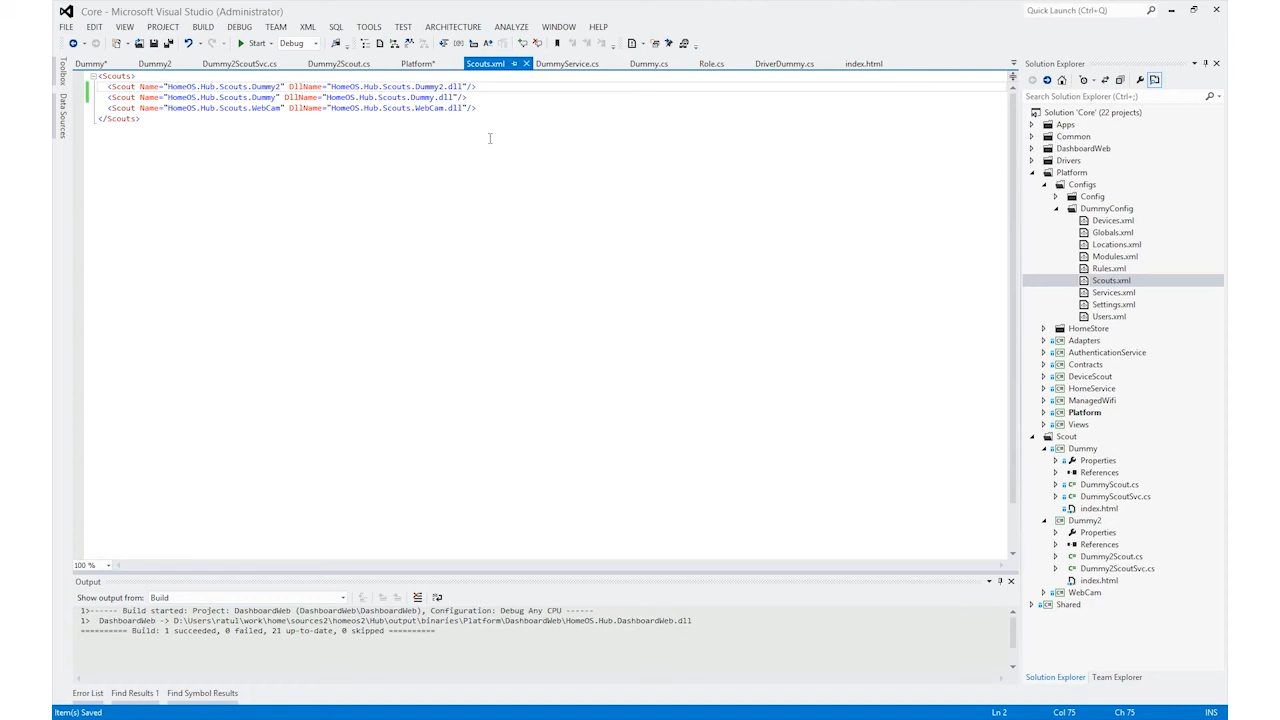 Core - Microsoft Visual Studio (Administrator)
Quick Launch (Ctrl+Q)
FILE EDIT VIEW PROJECT BUILD DEBUG TEAM XML SQL TOOLS TEST ARCHITECTURE ANALYZE WINDOW HELP
Start Debug
Dummy* Dummy2 Dummy2ScoutSvc.cs Dummy2Scout.cs Platform* Scouts.xml DummyService.cs Dummy.cs Role.cs DriverDummy.cs index.html
Toolbox
Data Sources
<Scouts>
<Scout Name="HomeOS.Hub.Scouts.Dummy2" DllName="HomeOS.Hub.Scouts.Dummy2.dll"/>
<Scout Name="HomeOS.Hub.Scouts.Dummy" DllName="HomeOS.Hub.Scouts.Dummy.dll"/>
<Scout Name="HomeOS.Hub.Scouts.WebCam" DllName="HomeOS.Hub.Scouts.WebCam.dll"/>
</Scouts>
100 %
Solution Explorer
Search Solution Explorer (Ctrl+;)
Solution 'Core' (22 projects)
Apps
Common
DashboardWeb
Drivers
Platform
Configs
Config
DummyConfig
Devices.xml
Globals.xml
Locations.xml
Modules.xml
Rules.xml
Scouts.xml
Services.xml
Settings.xml
Users.xml
HomeStore
Adapters
AuthenticationService
Contracts
DeviceScout
HomeService
ManagedWifi
Platform
Views
Scout
Dummy
Properties
References
DummyScout.cs
DummyScoutSvc.cs
index.html
Dummy2
Properties
References
Dummy2Scout.cs
Dummy2ScoutSvc.cs
index.html
WebCam
Shared
Solution Explorer Team Explorer
Output
Show output from: Build
1>------ Build started: Project: DashboardWeb (DashboardWeb\DashboardWeb), Configuration: Debug Any CPU ------
1> DashboardWeb -> D:\Users\ratul\work\home\sources2\homeos2\Hub\output\binaries\Platform\DashboardWeb\HomeOS.Hub.DashboardWeb.dll
========== Build: 1 succeeded, 0 failed, 21 up-to-date, 0 skipped ==========
Error List Find Results 1 Find Symbol Results
Item(s) Saved Ln 2 Col 75 Ch 75 INS